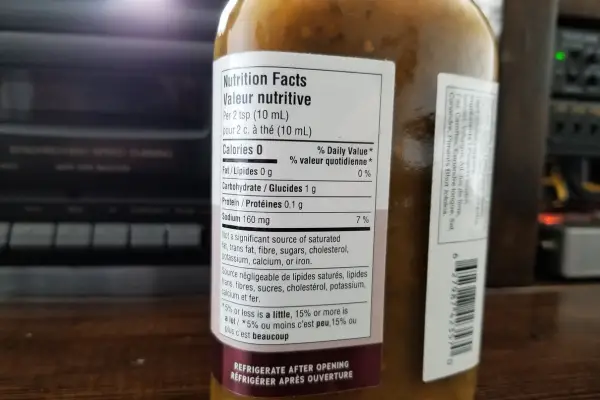 Nutrition Facts
Valeur nutritive
Per 2 tsp (10 mL)
pour 2 c. à thé (10 mL)
Calories 0
% Daily Value*
% valeur quotidienne*
Fat / Lipides 0 g 0 %
Carbohydrate / Glucides 1 g
Protein / Protéines 0.1 g
Sodium 160 mg 7 %
Not a significant source of saturated
fat, trans fat, fibre, sugars, cholesterol,
potassium, calcium, or iron.
Source négligeable de lipides saturés, lipides
trans, fibres, sucres, cholestérol, potassium,
calcium et fer.
*5% or less is a little, 15% or more is
a lot / *5% ou moins c'est peu, 15% ou
plus c'est beaucoup
REFRIGERATE AFTER OPENING
RÉFRIGÉRER APRÈS OUVERTURE